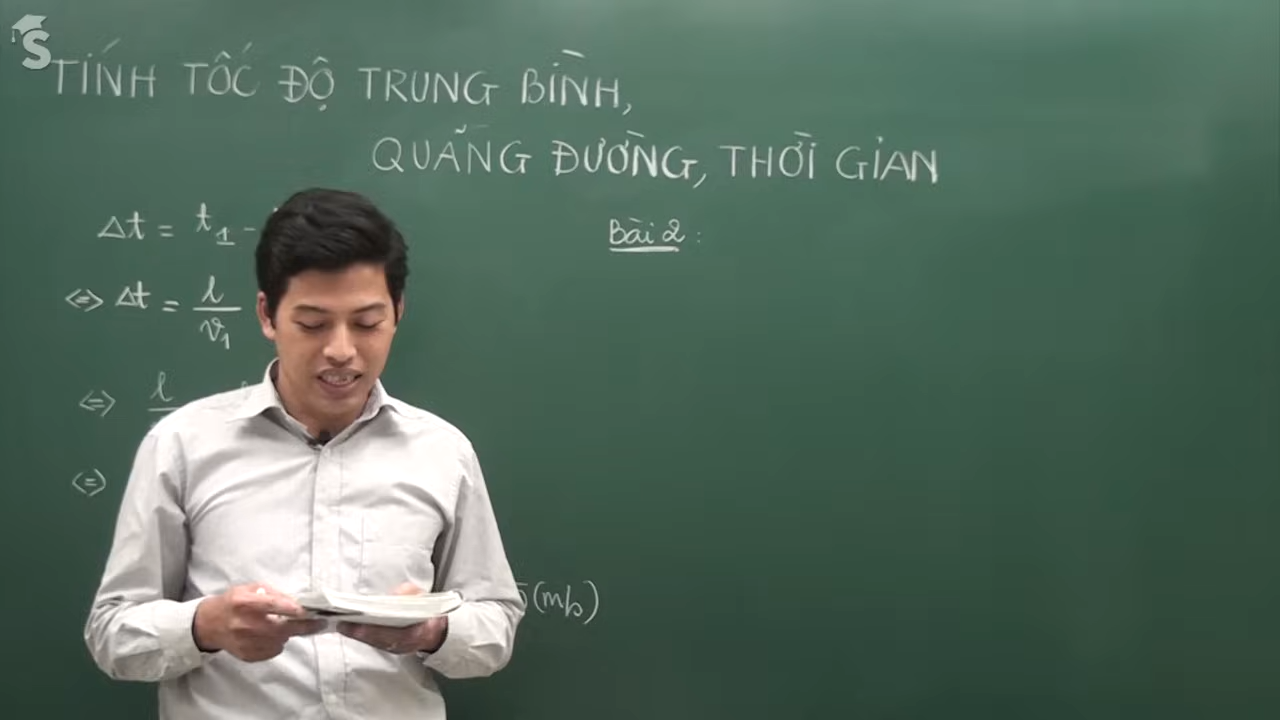 S
TÍNH TỐC ĐỘ TRUNG BÌNH,
QUÃNG ĐƯỜNG, THỜI GIAN
Δt = t₁ -
<=> Δt = l / v₁
<=> l
<=>
(m/s)
Bài 2 :